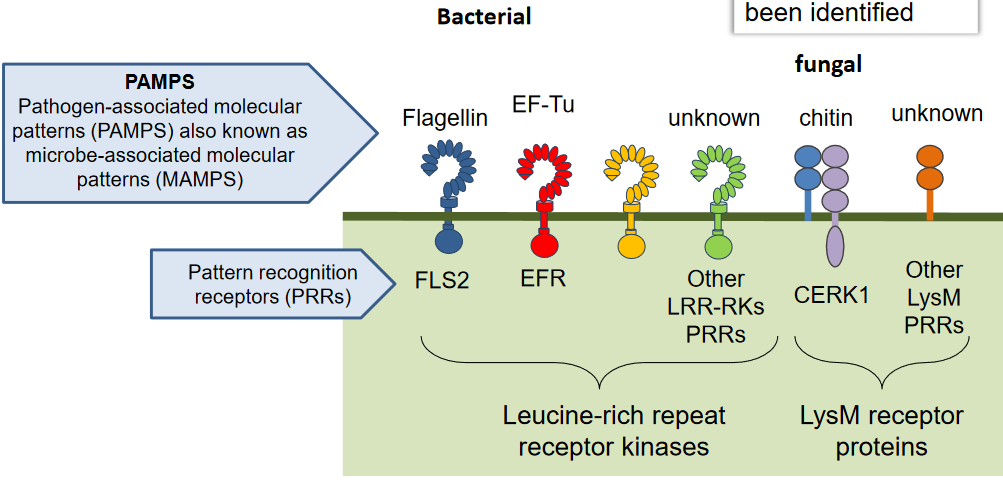 been identified
Bacterial
fungal
PAMPS
Pathogen-associated molecular
patterns (PAMPS) also known as
microbe-associated molecular
patterns (MAMPS)
Flagellin
EF-Tu
unknown
chitin
unknown
Pattern recognition
receptors (PRRs)
FLS2
EFR
Other
LRR-RKs
PRRs
CERK1
Other
LysM
PRRs
Leucine-rich repeat
receptor kinases
LysM receptor
proteins